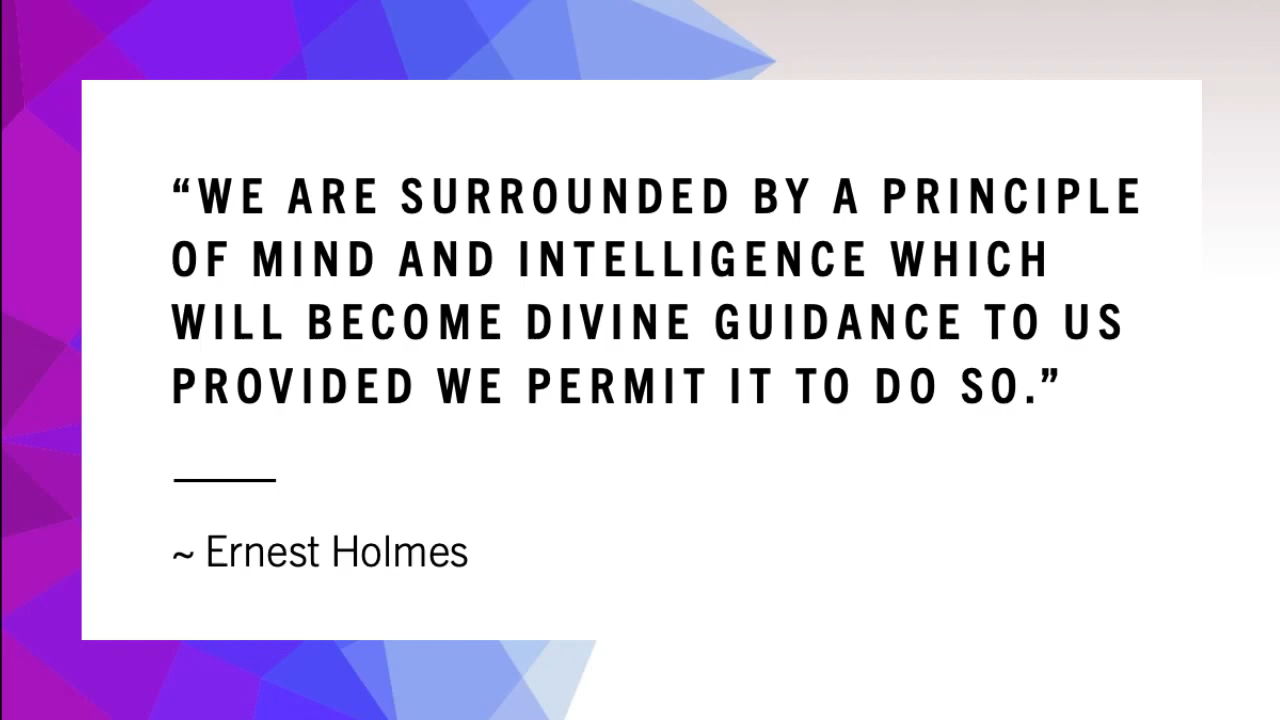 “WE ARE SURROUNDED BY A PRINCIPLE
OF MIND AND INTELLIGENCE WHICH
WILL BECOME DIVINE GUIDANCE TO US
PROVIDED WE PERMIT IT TO DO SO.”
~ Ernest Holmes